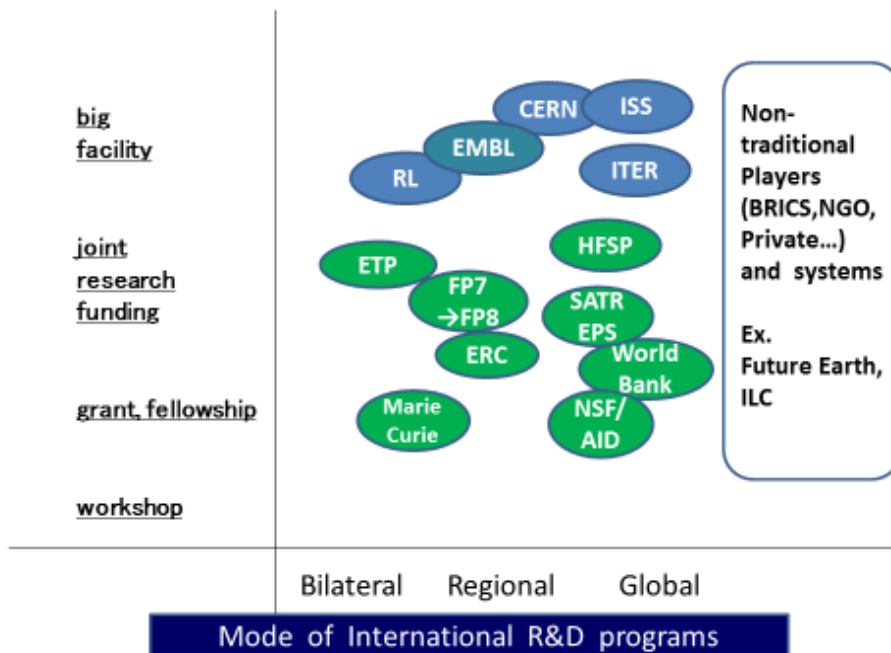 big
facility
joint
research
funding
grant, fellowship
workshop
CERN
ISS
EMBL
RL
ITER
HFSP
ETP
FP7
→FP8
SATR
EPS
ERC
World
Bank
Marie
Curie
NSF/
AID
Non-
traditional
Players
(BRICS,NGO,
Private...)
and systems
Ex.
Future Earth,
ILC
Bilateral
Regional
Global
Mode of International R&D programs